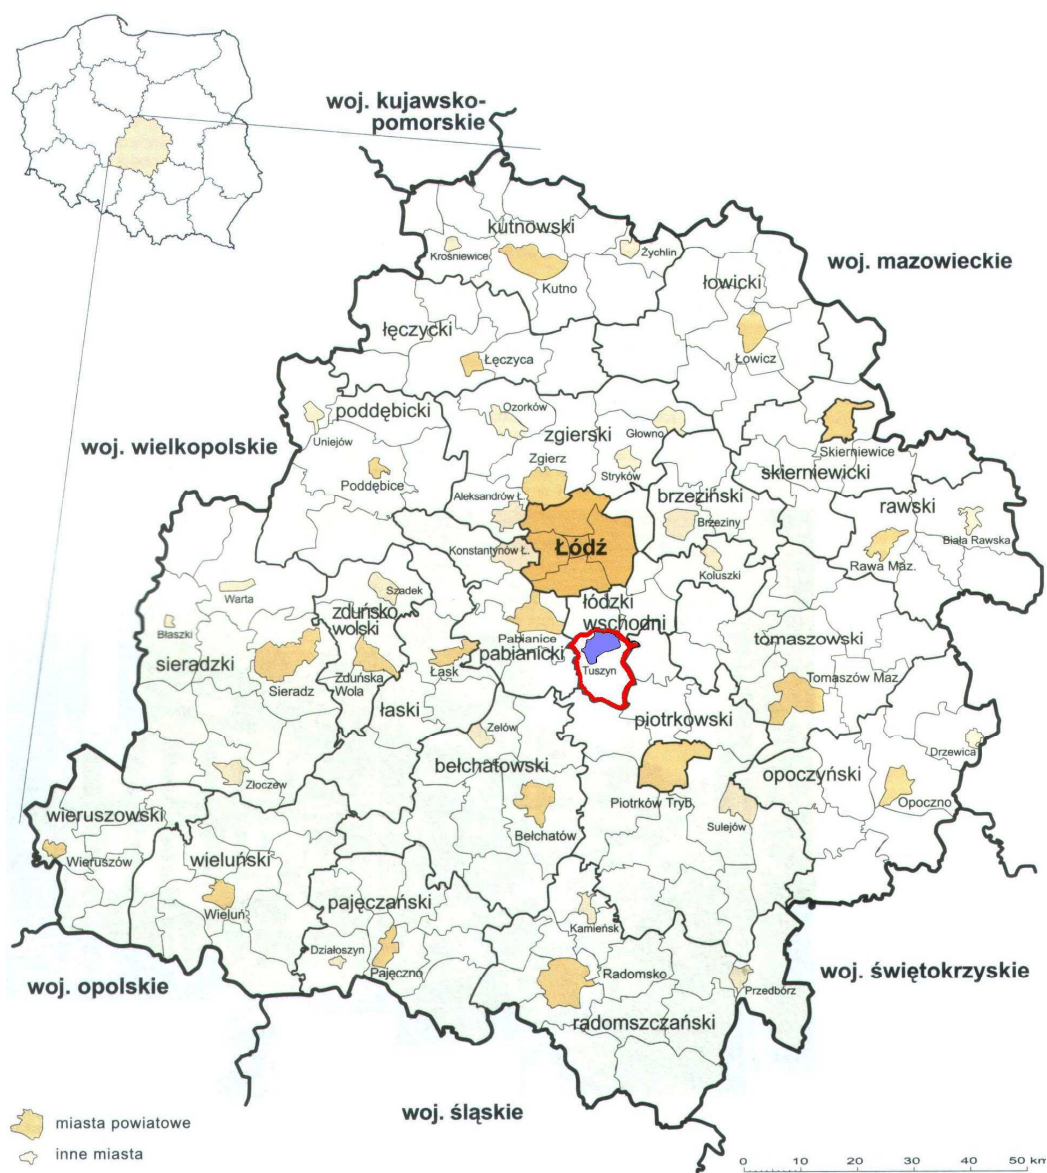 woj. kujawsko-
pomorskie
kutnowski
Krośniewice
Żychlin
Kutno
woj. mazowieckie
łowicki
łęczycki
Łęczyca
Łowicz
poddębicki
Uniejów
Ozorków
zgierski
Głowno
Skierniewice
skierniewicki
woj. wielkopolskie
Poddębice
Zgierz
Stryków
Aleksandrów Ł.
brzeziński
Brzeziny
rawski
Biała Rawska
Rawa Maz.
Konstantynów Ł.
Łódź
Koluszki
Warta
Szadek
zduńsko
wolski
łódzki
wschodni
Błaszki
sieradzki
Sieradz
Zduńska
Wola
Łask
Pabianice
pabianicki
Tuszyn
tomaszowski
Tomaszów Maz.
łaski
Zelów
piotrkowski
Drzewica
Złoczew
bełchatowski
Bełchatów
Piotrków Tryb.
Sulejów
opoczyński
Opoczno
wieruszowski
Wieruszów
wieluński
Wieluń
pajęczański
Kamieńsk
Działoszyn
Pajęczno
Radomsko
Przedbórz
woj. świętokrzyskie
woj. opolskie
radomszczański
woj. śląskie
miasta powiatowe
inne miasta
0 10 20 30 40 50 km